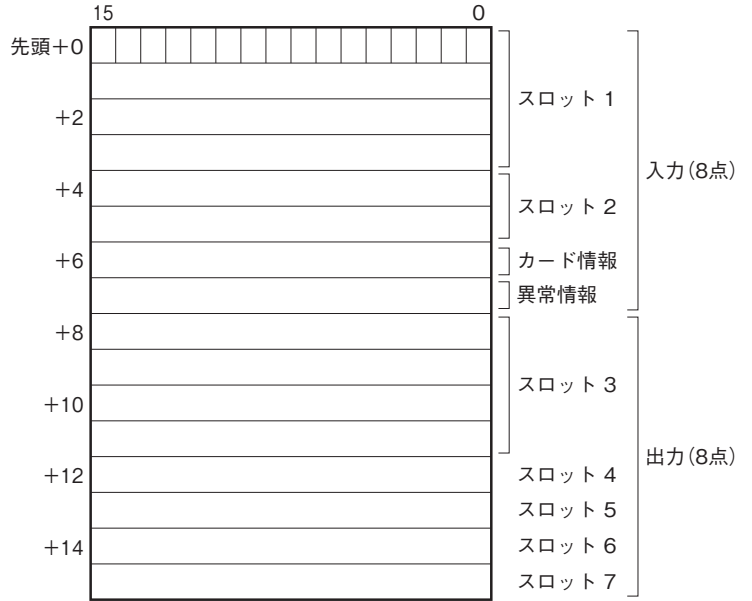 15 0
先頭+0
+2
+4
+6
+8
+10
+12
+14
スロット 1
スロット 2
カード情報
異常情報
スロット 3
スロット 4
スロット 5
スロット 6
スロット 7
入力(8点)
出力(8点)